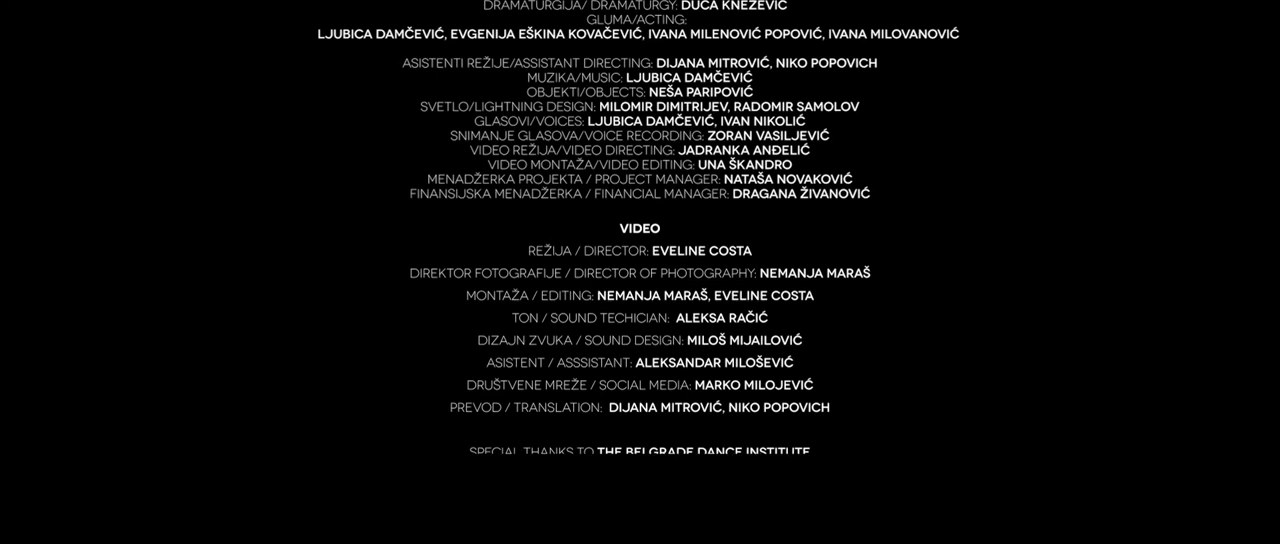 DRAMATURGIJA/ DRAMATURGY: DUCA KNEŽEVIĆ
GLUMA/ACTING:
LJUBICA DAMČEVIĆ, EVGENIJA EŠKINA KOVAČEVIĆ, IVANA MILENOVIĆ POPOVIĆ, IVANA MILOVANOVIĆ
ASISTENTI REŽIJE/ASSISTANT DIRECTING: DIJANA MITROVIĆ, NIKO POPOVICH
MUZIKA/MUSIC: LJUBICA DAMČEVIĆ
OBJEKTI/OBJECTS: NEŠA PARIPOVIĆ
SVETLO/LIGHTNING DESIGN: MILOMIR DIMITRIJEV, RADOMIR SAMOLOV
GLASOVI/VOICES: LJUBICA DAMČEVIĆ, IVAN NIKOLIĆ
SNIMANJE GLASOVA/VOICE RECORDING: ZORAN VASILJEVIĆ
VIDEO REŽIJA/VIDEO DIRECTING: JADRANKA ANĐELIĆ
VIDEO MONTAŽA/VIDEO EDITING: UNA ŠKANDRO
MENADŽERKA PROJEKTA / PROJECT MANAGER: NATAŠA NOVAKOVIĆ
FINANSIJSKA MENADŽERKA / FINANCIAL MANAGER: DRAGANA ŽIVANOVIĆ
VIDEO
REŽIJA / DIRECTOR: EVELINE COSTA
DIREKTOR FOTOGRAFIJE / DIRECTOR OF PHOTOGRAPHY: NEMANJA MARAŠ
MONTAŽA / EDITING: NEMANJA MARAŠ, EVELINE COSTA
TON / SOUND TECHICIAN: ALEKSA RAČIĆ
DIZAJN ZVUKA / SOUND DESIGN: MILOŠ MIJAILOVIĆ
ASISTENT / ASSSISTANT: ALEKSANDAR MILOŠEVIĆ
DRUŠTVENE MREŽE / SOCIAL MEDIA: MARKO MILOJEVIĆ
PREVOD / TRANSLATION: DIJANA MITROVIĆ, NIKO POPOVICH
SPECIAL THANKS TO THE BELGRADE DANCE INSTITUTE